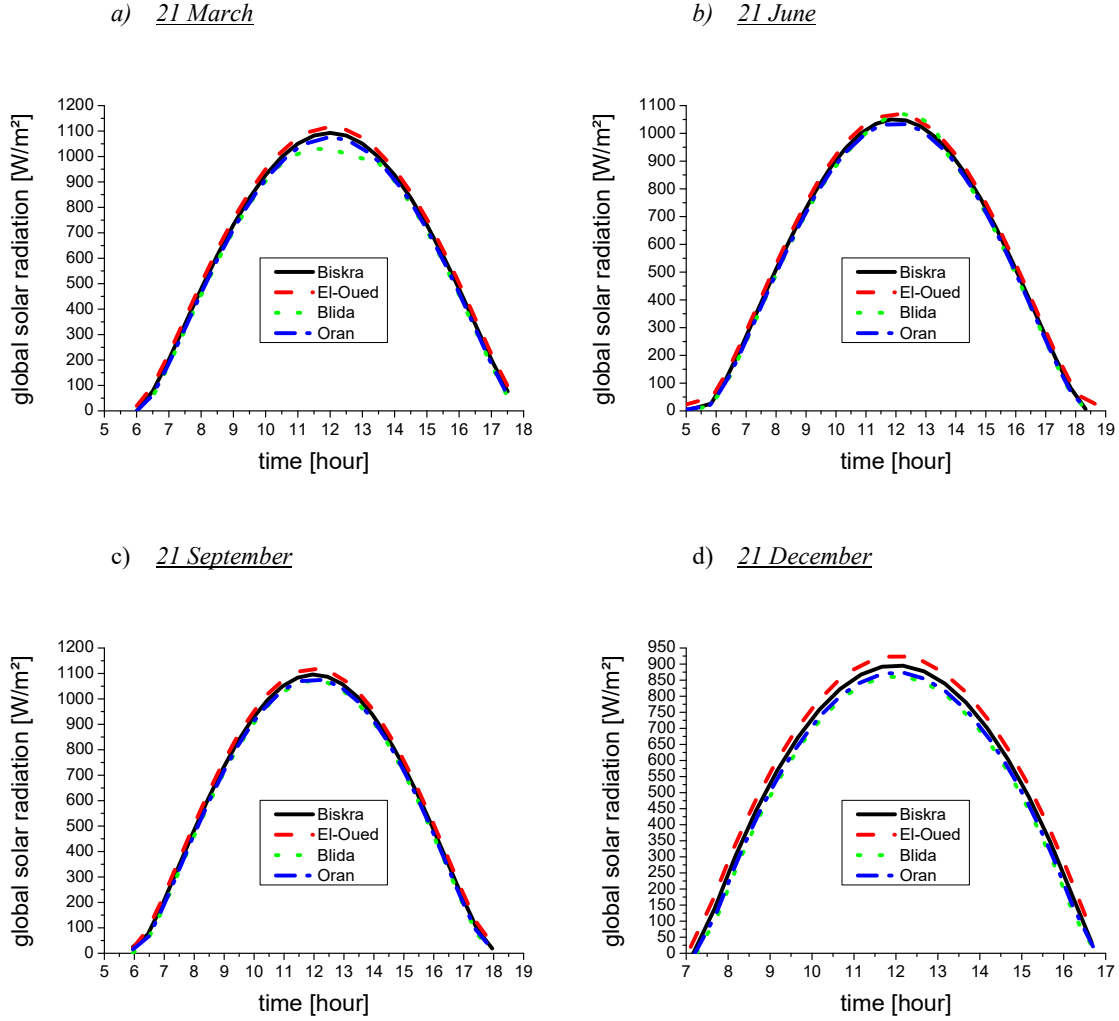 a) 21 March
global solar radiation [W/m²]
1200
1100
1000
900
800
700
600
500
400
300
200
100
0
Biskra
El-Oued
Blida
Oran
5 6 7 8 9 10 11 12 13 14 15 16 17 18
time [hour]
b) 21 June
global solar radiation [W/m²]
1100
1000
900
800
700
600
500
400
300
200
100
0
Biskra
El-Oued
Blida
Oran
5 6 7 8 9 10 11 12 13 14 15 16 17 18 19
time [hour]
c) 21 September
global solar radiation [W/m²]
1200
1100
1000
900
800
700
600
500
400
300
200
100
0
Biskra
El-Oued
Blida
Oran
5 6 7 8 9 10 11 12 13 14 15 16 17 18 19
time [hour]
d) 21 December
global solar radiation [W/m²]
950
900
850
800
750
700
650
600
550
500
450
400
350
300
250
200
150
100
50
0
Biskra
El-Oued
Blida
Oran
7 8 9 10 11 12 13 14 15 16 17
time [hour]